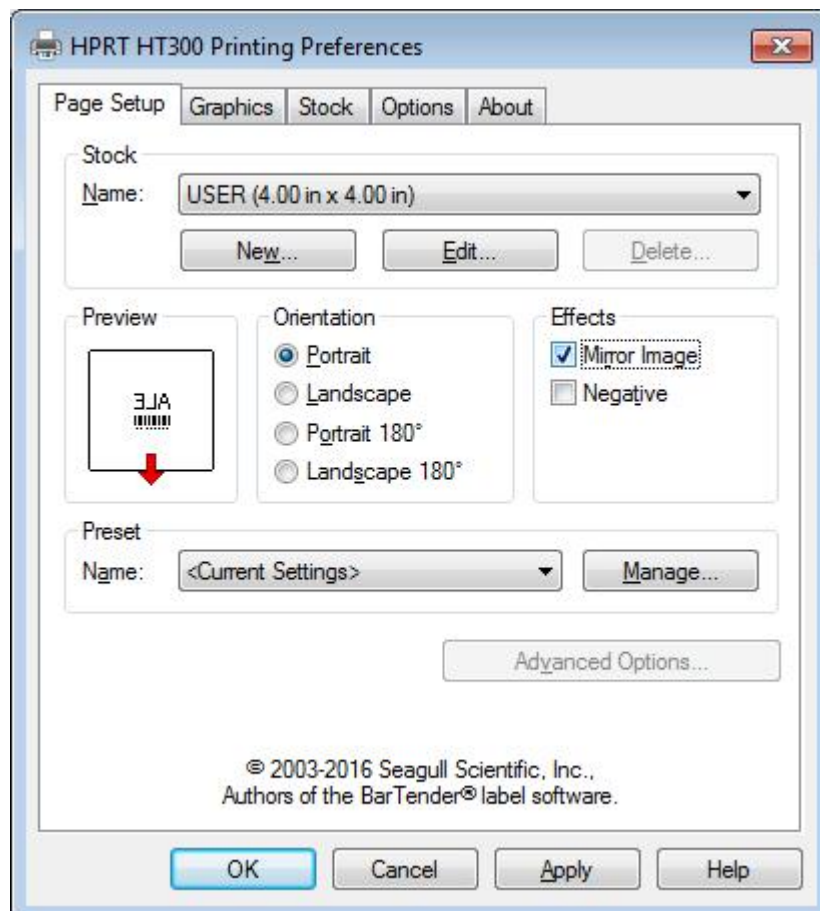 HPRT HT300 Printing Preferences
Page Setup Graphics Stock Options About
Stock
Name: USER (4.00 in x 4.00 in)
New... Edit... Delete...
Preview Orientation Effects
Portrait Mirror Image
Landscape Negative
Portrait 180°
Landscape 180°
ALE
Preset
Name: <Current Settings> Manage...
Advanced Options...
© 2003-2016 Seagull Scientific, Inc.,
Authors of the BarTender® label software.
OK Cancel Apply Help